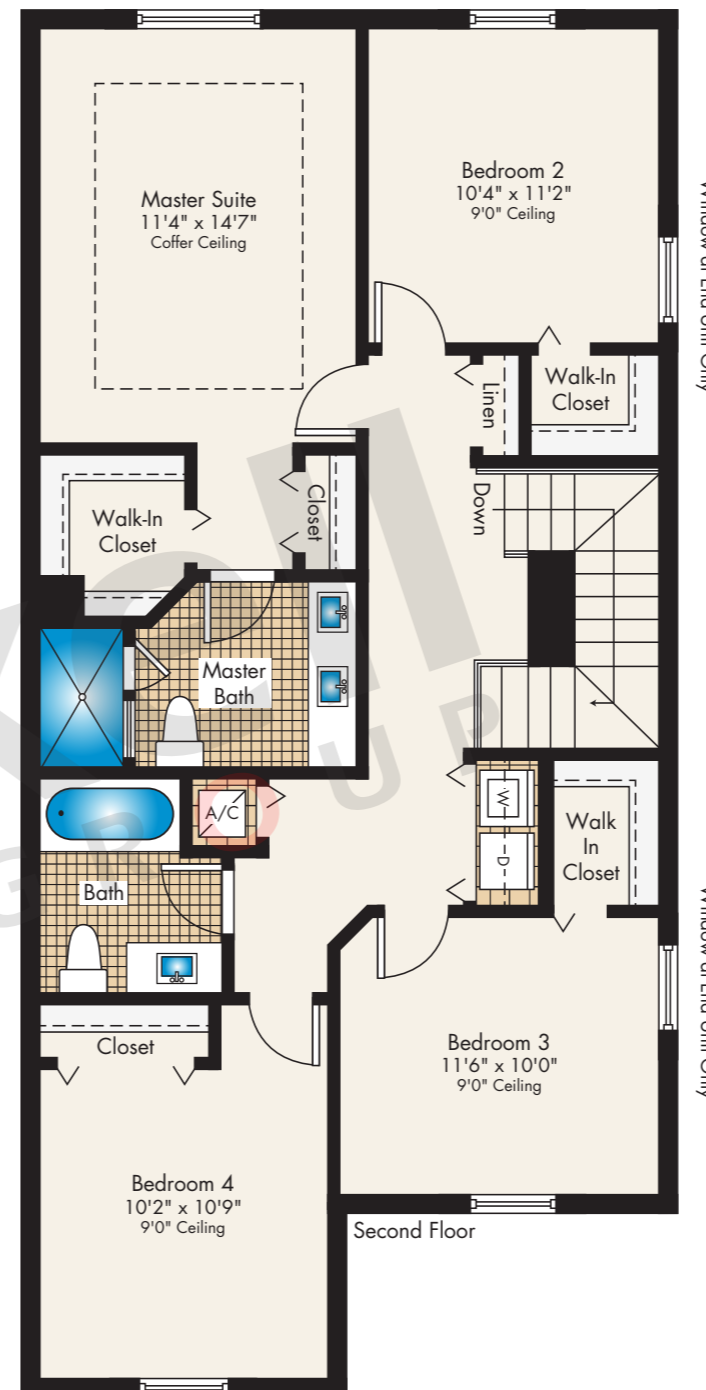 Master Suite
11'4" x 14'7"
Coffer Ceiling
Bedroom 2
10'4" x 11'2"
9'0" Ceiling
Linen
Walk-In
Closet
Walk-In
Closet
Closet
Down
Master
Bath
A/C
W
D
Walk
In
Closet
Bath
Closet
Bedroom 3
11'6" x 10'0"
9'0" Ceiling
Bedroom 4
10'2" x 10'9"
9'0" Ceiling
Second Floor
GROUP